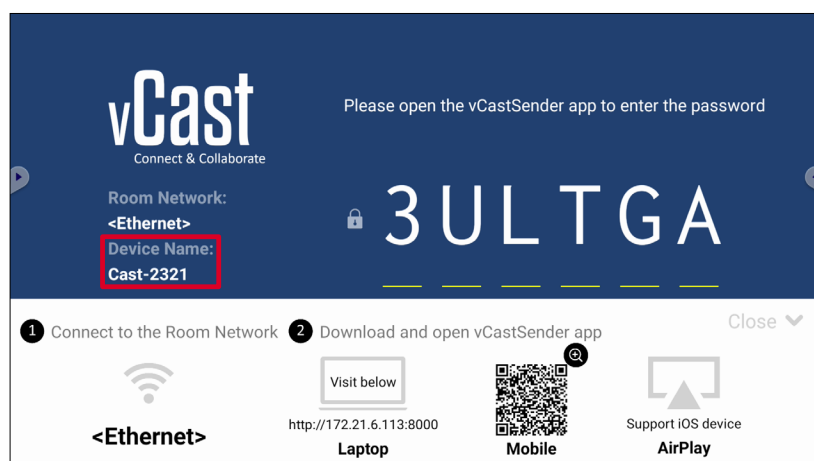 vCast
Connect & Collaborate
Please open the vCastSender app to enter the password
Room Network:
<Ethernet>
Device Name:
Cast-2321
3ULTGA
Close
1 Connect to the Room Network
2 Download and open vCastSender app
<Ethernet>
Visit below
http://172.21.6.113:8000
Laptop
Mobile
Support iOS device
AirPlay